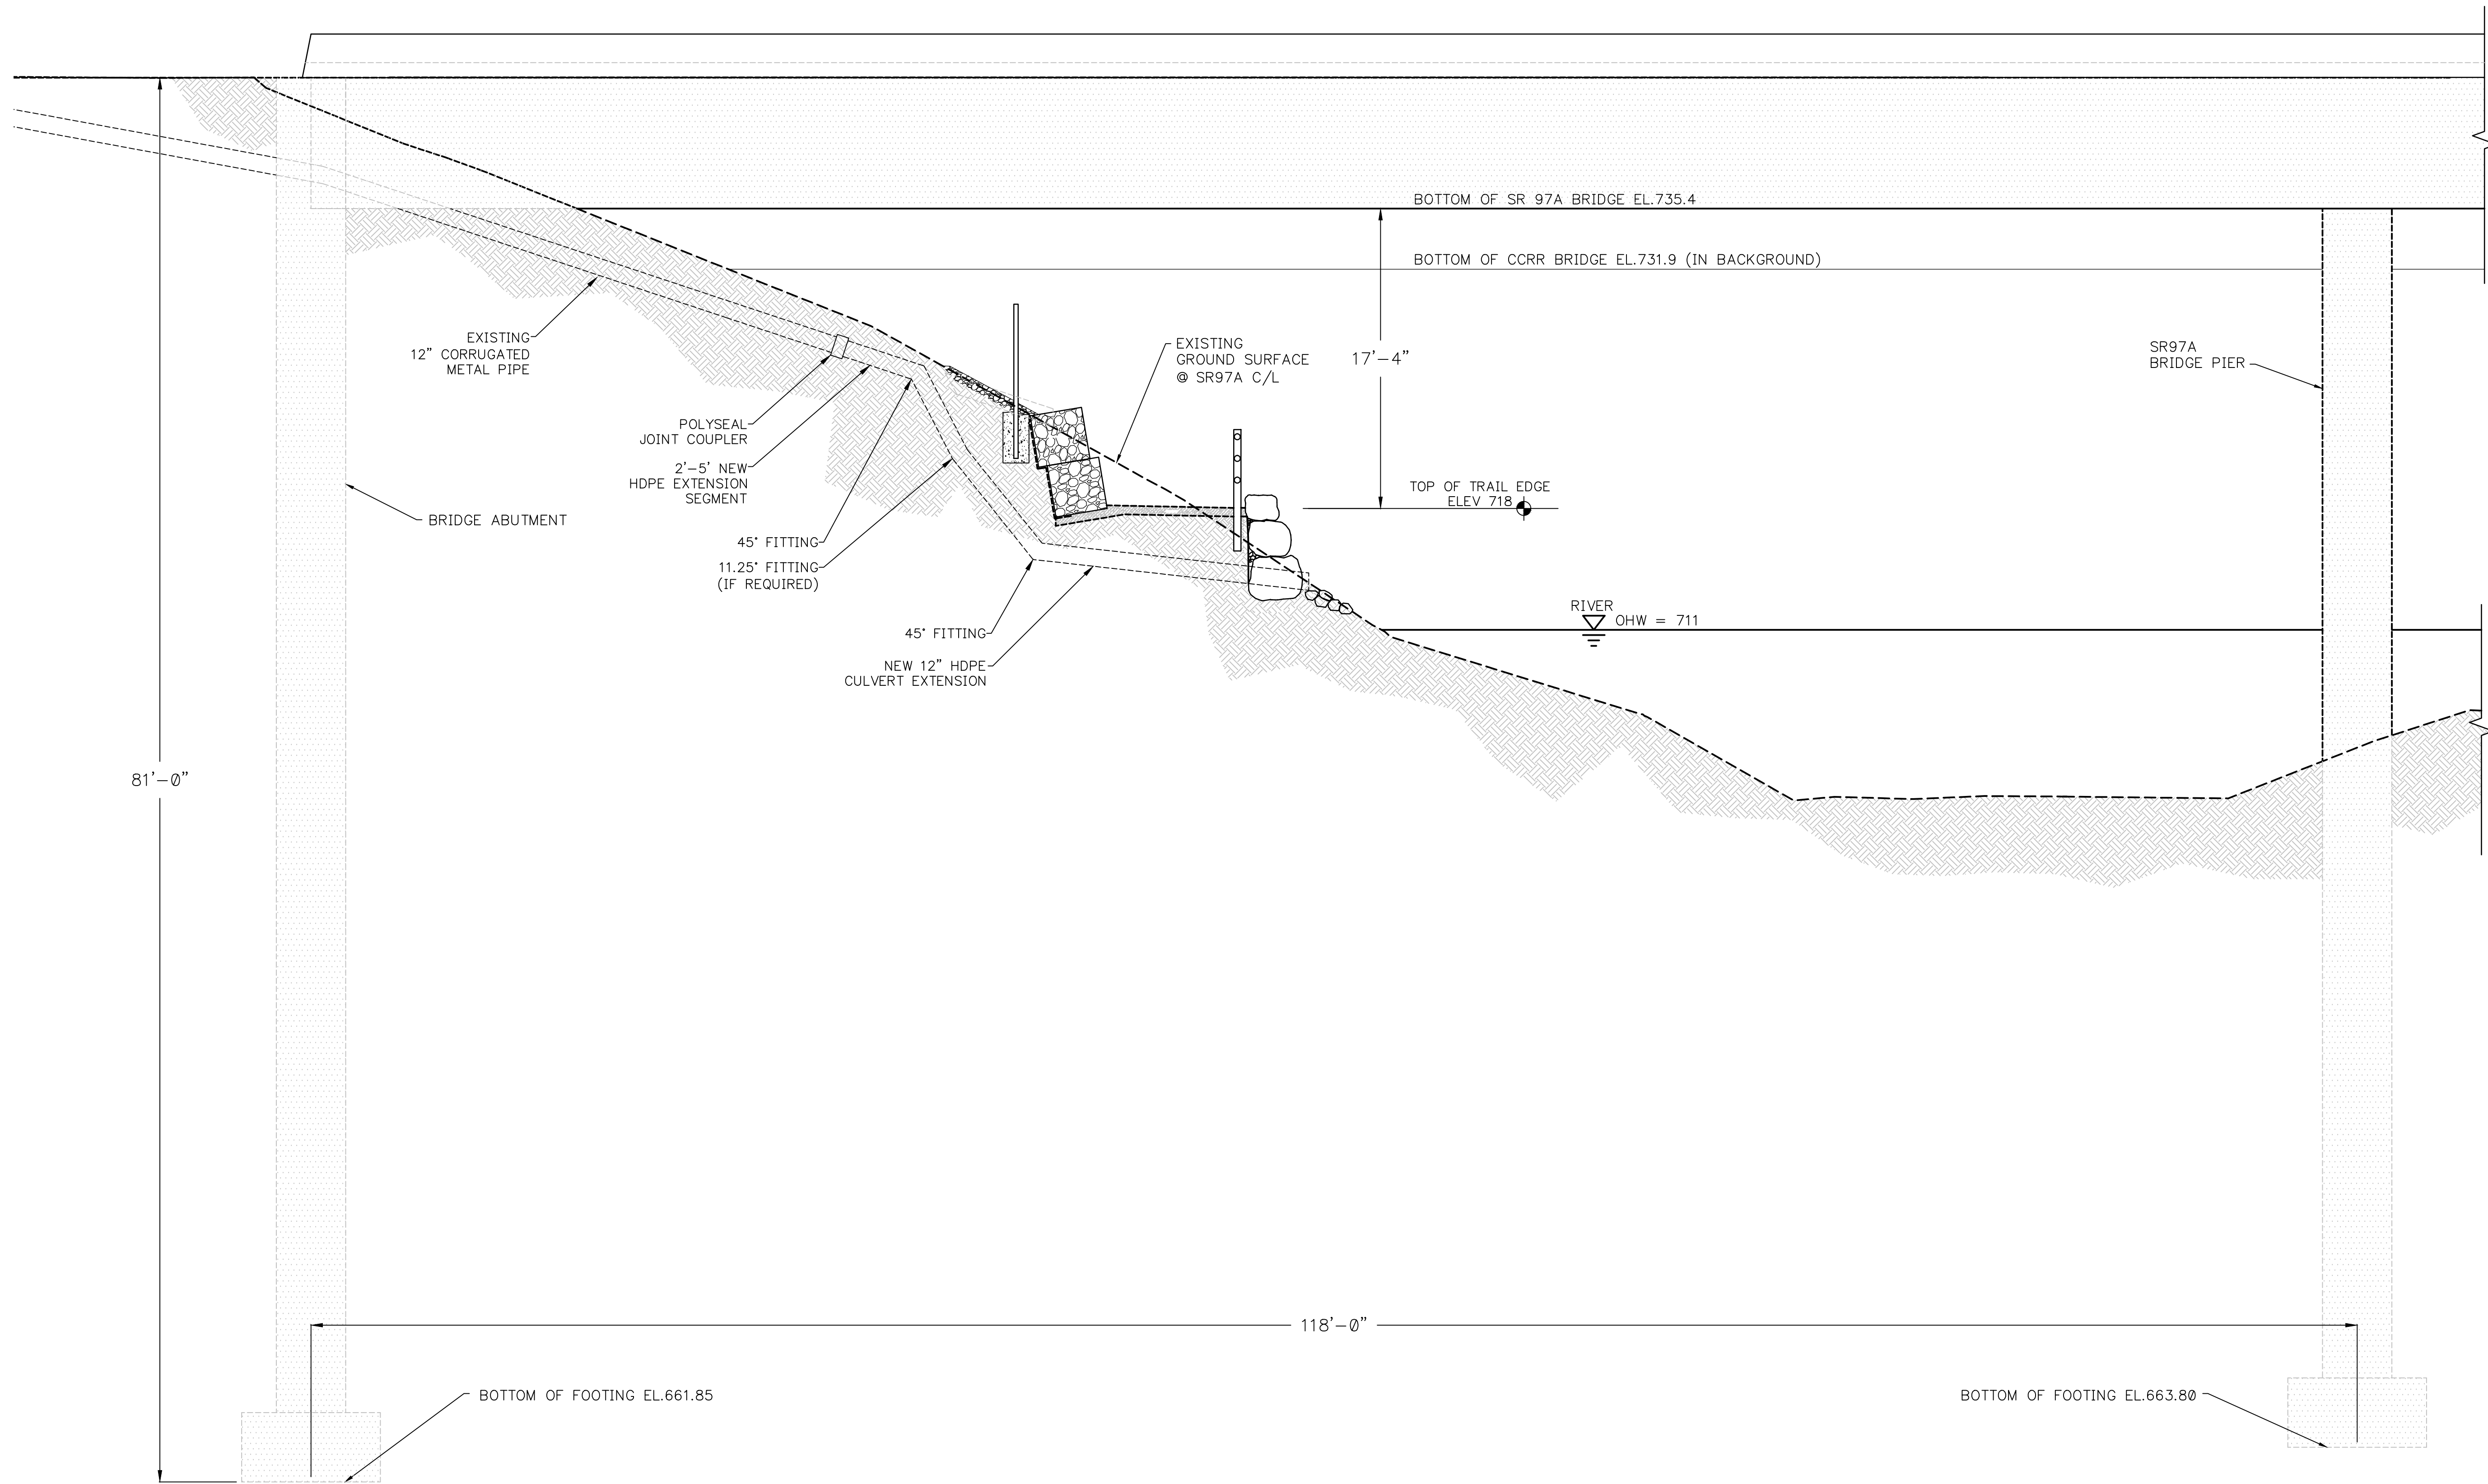 BOTTOM OF SR 97A BRIDGE EL.735.4
BOTTOM OF CCRR BRIDGE EL.731.9 (IN BACKGROUND)
EXISTING
12" CORRUGATED
METAL PIPE
EXISTING
GROUND SURFACE
@ SR97A C/L
17'-4"
SR97A
BRIDGE PIER
POLYSEAL
JOINT COUPLER
2'-5' NEW
HDPE EXTENSION
SEGMENT
TOP OF TRAIL EDGE
ELEV 718
BRIDGE ABUTMENT
45° FITTING
11.25° FITTING
(IF REQUIRED)
RIVER
OHW = 711
45° FITTING
NEW 12" HDPE
CULVERT EXTENSION
81'-0"
118'-0"
BOTTOM OF FOOTING EL.661.85
BOTTOM OF FOOTING EL.663.80